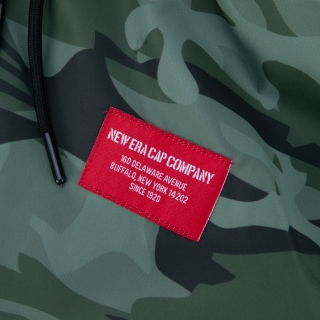 NEW ERA CAP COMPANY
160 DELAWARE AVENUE
BUFFALO, NEW YORK 14202
SINCE 1920